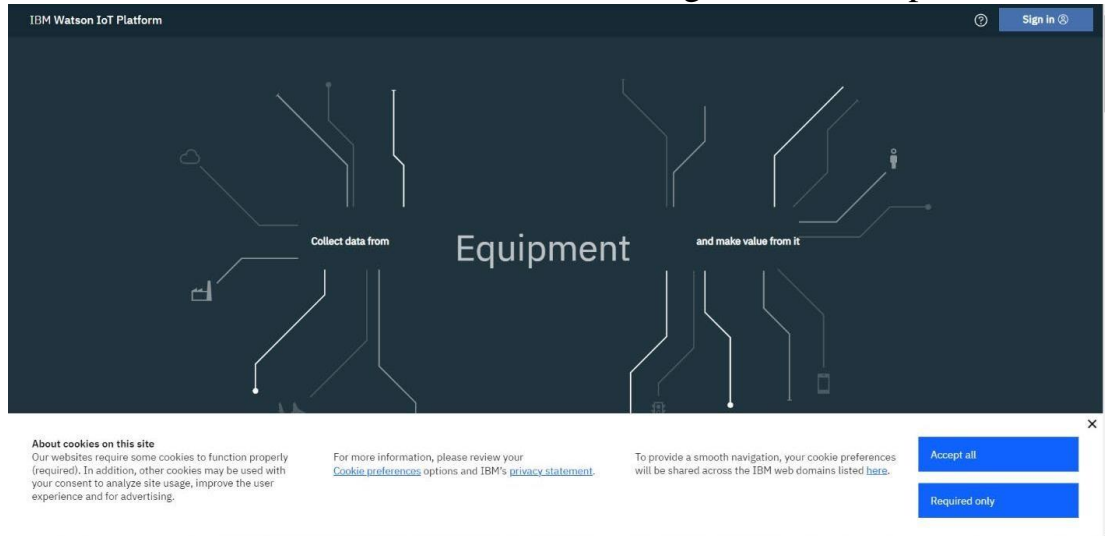 IBM Watson IoT Platform
Sign in
Collect data from
Equipment
and make value from it
About cookies on this site
Our websites require some cookies to function properly
(required). In addition, other cookies may be used with
your consent to analyze site usage, improve the user
experience and for advertising.
For more information, please review your
Cookie preferences options and IBM's privacy statement.
To provide a smooth navigation, your cookie preferences
will be shared across the IBM web domains listed here.
Accept all
Required only